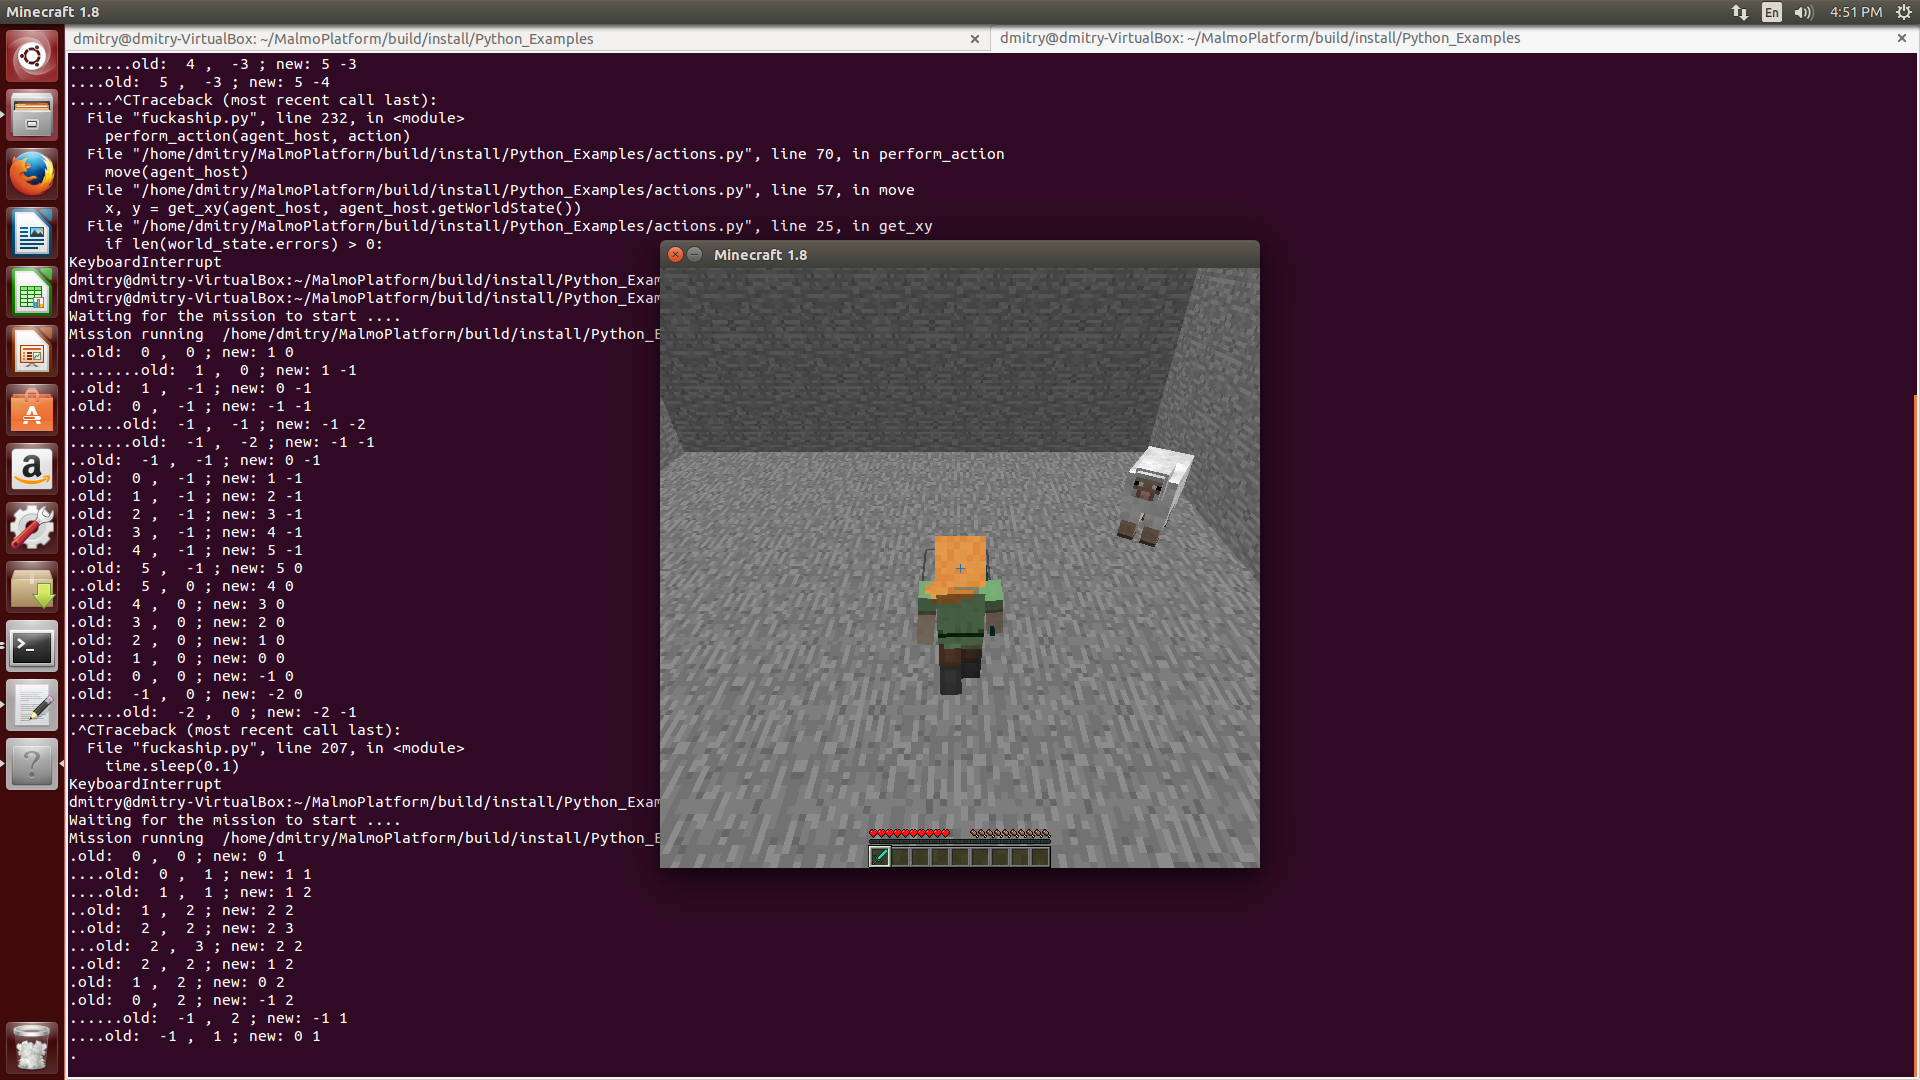 Minecraft 1.8
En
4:51 PM
dmitry@dmitry-VirtualBox: ~/MalmoPlatform/build/install/Python_Examples
dmitry@dmitry-VirtualBox: ~/MalmoPlatform/build/install/Python_Examples
.......old:  4 ,  -3 ; new: 5 -3
....old:  5 ,  -3 ; new: 5 -4
.....^CTraceback (most recent call last):
  File "fuckaship.py", line 232, in <module>
    perform_action(agent_host, action)
  File "/home/dmitry/MalmoPlatform/build/install/Python_Examples/actions.py", line 70, in perform_action
    move(agent_host)
  File "/home/dmitry/MalmoPlatform/build/install/Python_Examples/actions.py", line 57, in move
    x, y = get_xy(agent_host, agent_host.getWorldState())
  File "/home/dmitry/MalmoPlatform/build/install/Python_Examples/actions.py", line 25, in get_xy
    if len(world_state.errors) > 0:
KeyboardInterrupt
dmitry@dmitry-VirtualBox:~/MalmoPlatform/build/install/Python_Exam
dmitry@dmitry-VirtualBox:~/MalmoPlatform/build/install/Python_Exam
Waiting for the mission to start ....
Mission running  /home/dmitry/MalmoPlatform/build/install/Python_E
..old:  0 ,  0 ; new: 1 0
........old:  1 ,  0 ; new: 1 -1
..old:  1 ,  -1 ; new: 0 -1
.old:  0 ,  -1 ; new: -1 -1
......old:  -1 ,  -1 ; new: -1 -2
.......old:  -1 ,  -2 ; new: -1 -1
..old:  -1 ,  -1 ; new: 0 -1
.old:  0 ,  -1 ; new: 1 -1
.old:  1 ,  -1 ; new: 2 -1
.old:  2 ,  -1 ; new: 3 -1
.old:  3 ,  -1 ; new: 4 -1
.old:  4 ,  -1 ; new: 5 -1
..old:  5 ,  -1 ; new: 5 0
..old:  5 ,  0 ; new: 4 0
.old:  4 ,  0 ; new: 3 0
.old:  3 ,  0 ; new: 2 0
.old:  2 ,  0 ; new: 1 0
.old:  1 ,  0 ; new: 0 0
.old:  0 ,  0 ; new: -1 0
.old:  -1 ,  0 ; new: -2 0
......old:  -2 ,  0 ; new: -2 -1
.^CTraceback (most recent call last):
  File "fuckaship.py", line 207, in <module>
    time.sleep(0.1)
KeyboardInterrupt
dmitry@dmitry-VirtualBox:~/MalmoPlatform/build/install/Python_Exam
Waiting for the mission to start ....
Mission running  /home/dmitry/MalmoPlatform/build/install/Python_E
.old:  0 ,  0 ; new: 0 1
....old:  0 ,  1 ; new: 1 1
....old:  1 ,  1 ; new: 1 2
..old:  1 ,  2 ; new: 2 2
..old:  2 ,  2 ; new: 2 3
...old:  2 ,  3 ; new: 2 2
..old:  2 ,  2 ; new: 1 2
.old:  1 ,  2 ; new: 0 2
.old:  0 ,  2 ; new: -1 2
......old:  -1 ,  2 ; new: -1 1
....old:  -1 ,  1 ; new: 0 1
.
Minecraft 1.8